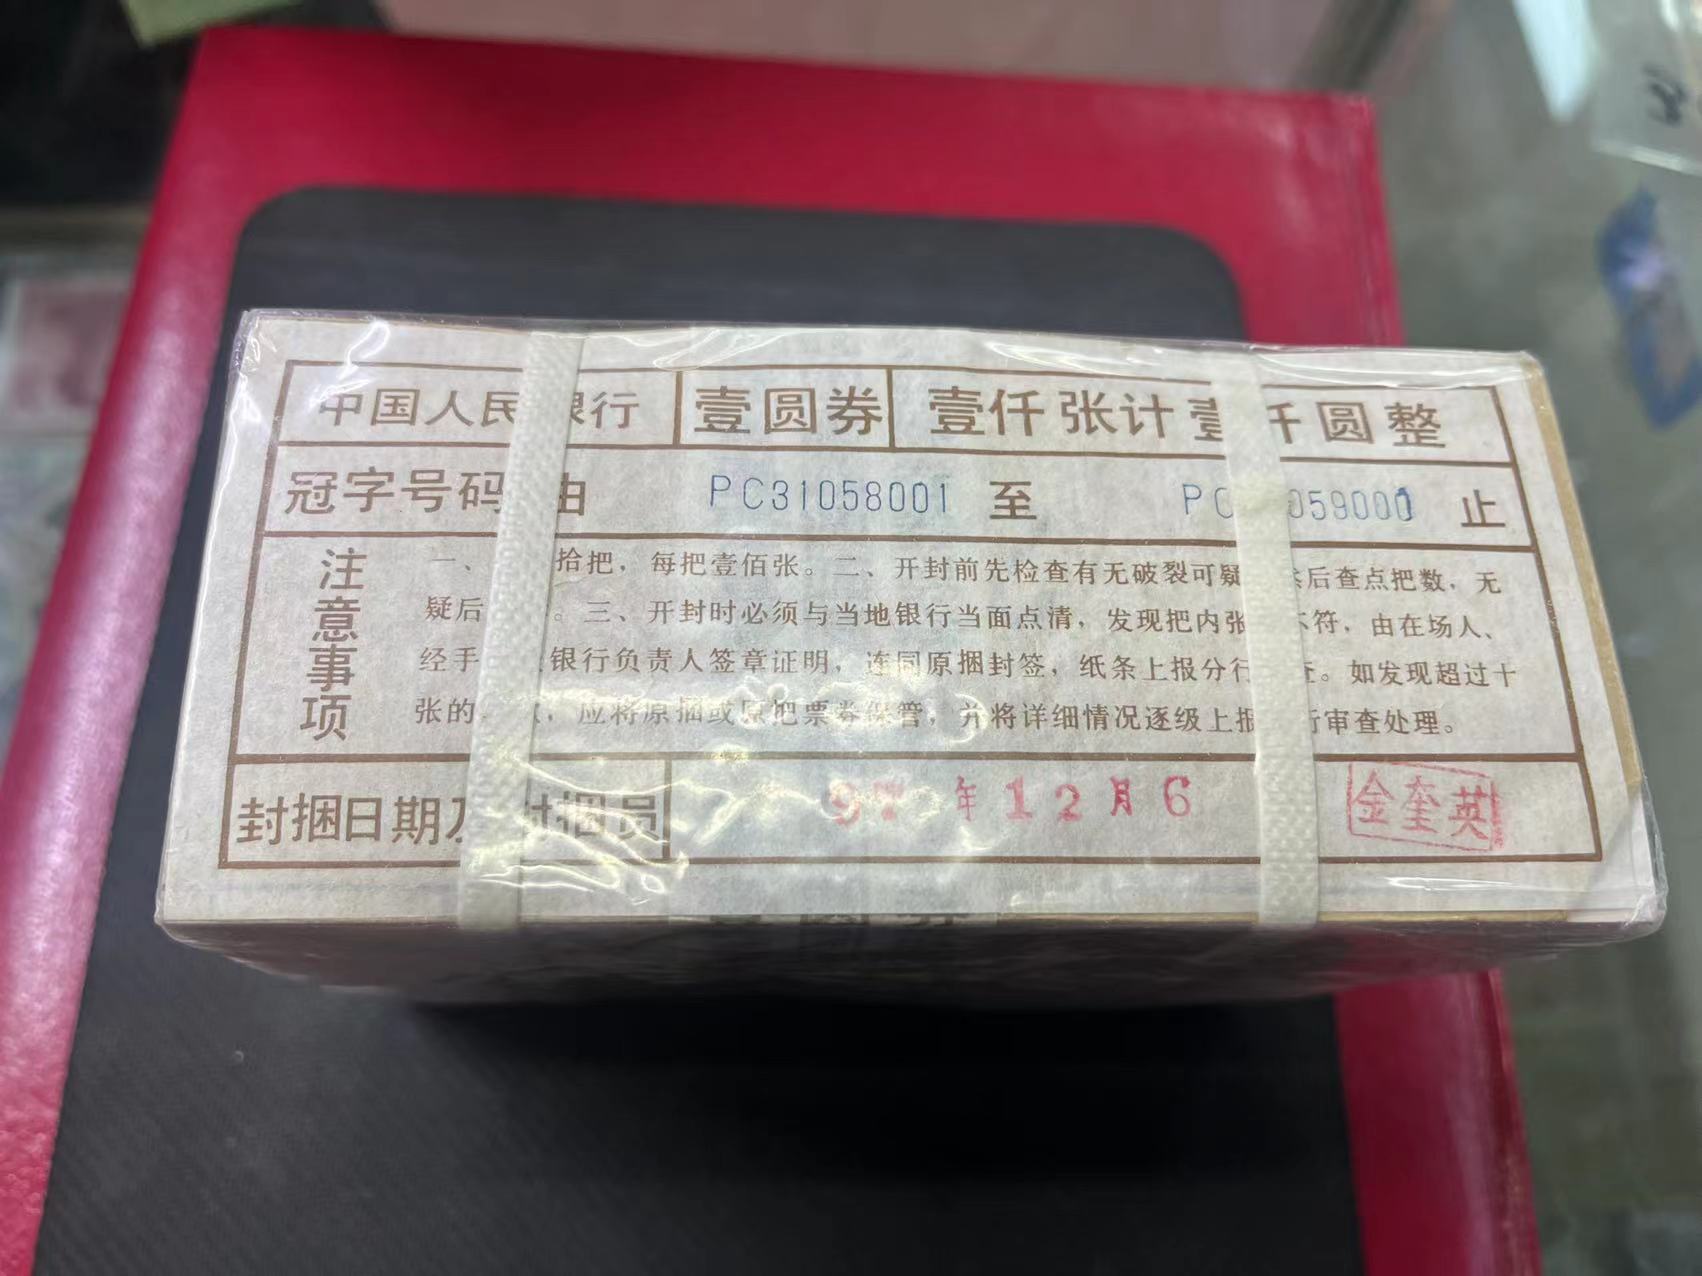 中国人民 行 壹圆券 壹仟张计 仟圆整
冠字号码 由 PC31058001 至 PC 059000 止
注意事项
一、 拾把，每把壹佰张。二、开封前先检查有无破裂可疑 后查点把数，无
疑后 。三、开封时必须与当地银行当面点清，发现把内张 不符，由在场人、
经手 银行负责人签章证明，连同原捆封签，纸条上报分行 查。如发现超过十
张的 ，应将原捆或原把票券保管，并将详细情况逐级上报 行审查处理。
封捆日期及封捆员 97年12月6 金奎英